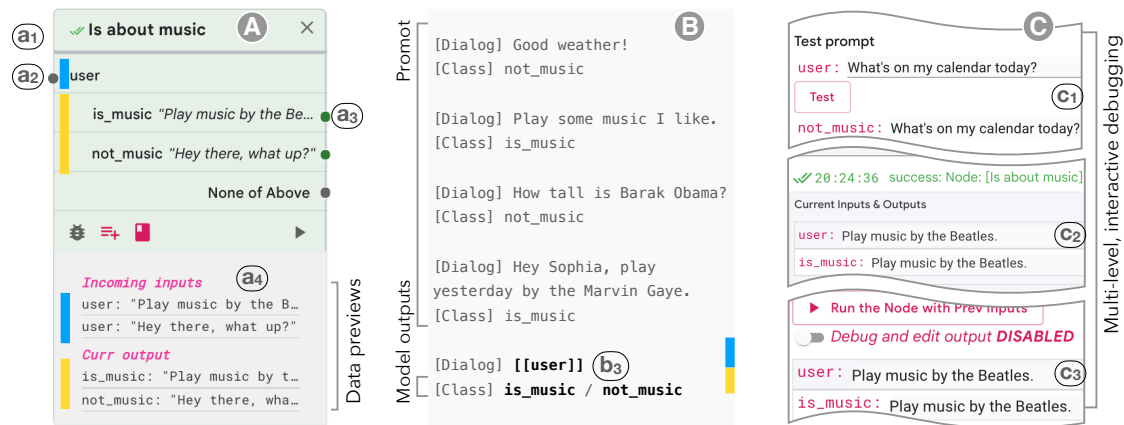 a1
Is about music
A
a2
user
is_music "Play music by the Be...
a3
not_music "Hey there, what up?"
None of Above
a4
Incoming inputs
user: "Play music by the B...
user: "Hey there, what up?"
Curr output
is_music: "Play music by t...
not_music: "Hey there, wha...
Data previews
Promot
Model outputs
B
[Dialog] Good weather!
[Class] not_music
[Dialog] Play some music I like.
[Class] is_music
[Dialog] How tall is Barak Obama?
[Class] not_music
[Dialog] Hey Sophia, play
yesterday by the Marvin Gaye.
[Class] is_music
[Dialog] [[user]]
b3
[Class] is_music / not_music
C
Test prompt
user: What's on my calendar today?
Test
c1
not_music: What's on my calendar today?
20:24:36 success: Node: [Is about music]
Current Inputs & Outputs
user: Play music by the Beatles.
c2
is_music: Play music by the Beatles.
Run the Node with Prev Inputs
Debug and edit output DISABLED
user: Play music by the Beatles.
c3
is_music: Play music by the Beatles.
Multi-level, interactive debugging